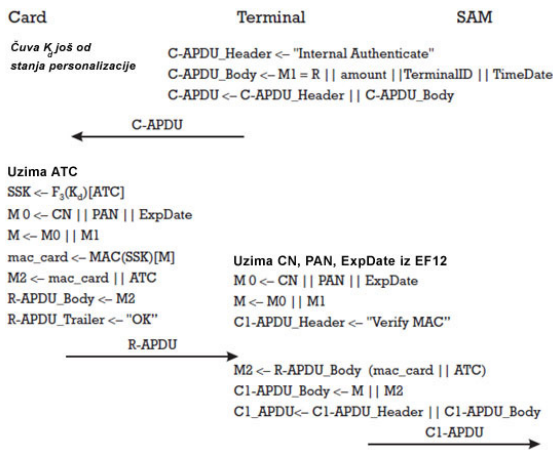 Card Terminal SAM
Čuva Kd još od
stanja personalizacije
C-APDU_Header <– "Internal Authenticate"
C-APDU_Body <– M1 = R || amount ||TerminalID || TimeDate
C-APDU <– C-APDU_Header || C-APDU_Body
C-APDU
Uzima ATC
SSK <– F3(Kd)[ATC]
M 0 <– CN || PAN || ExpDate
M <– M0 || M1
mac_card <– MAC(SSK)[M]
M2 <– mac_card || ATC
R-APDU_Body <– M2
R-APDU_Trailer <– "OK"
R-APDU
Uzima CN, PAN, ExpDate iz EF12
M 0 <– CN || PAN || ExpDate
M <– M0 || M1
C1-APDU_Header <– "Verify MAC"
M2 <– R-APDU_Body (mac_card || ATC)
C1-APDU_Body <– M || M2
C1_APDU<– C1-APDU_Header || C1-APDU_Body
C1-APDU